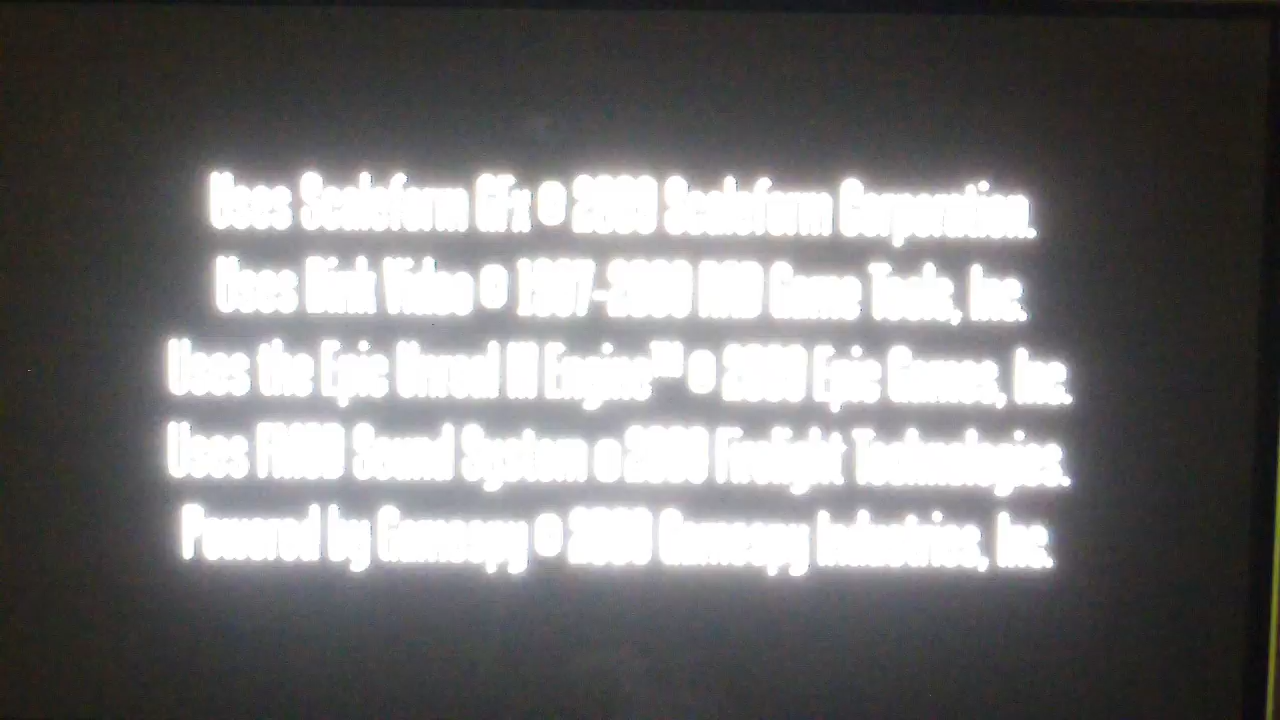 Uses Scaleform GFx © 2009 Scaleform Corporation.
Uses Bink Video © 1997-2009 RAD Game Tools, Inc.
Uses the Epic Unreal III Engine™ © 2009 Epic Games, Inc.
Uses FMOD Sound System © 2009 Firelight Technologies.
Powered by Gamespy © 2009 Gamespy Industries, Inc.